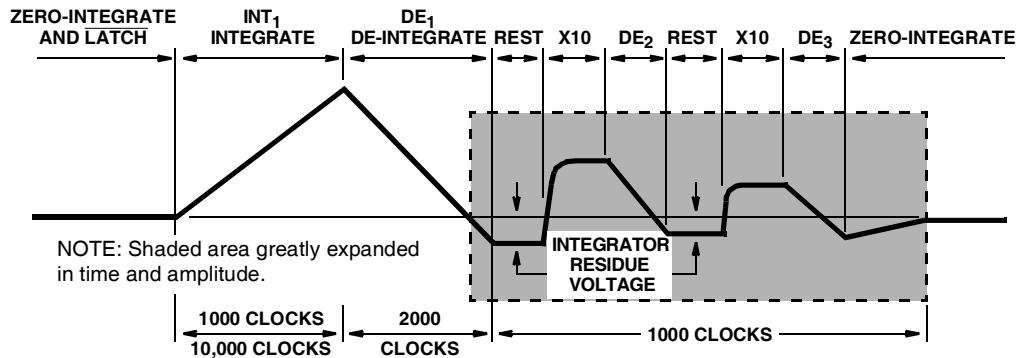 ZERO-INTEGRATE
AND LATCH
INT1
INTEGRATE
DE1
DE-INTEGRATE
REST
X10
DE2
REST
X10
DE3
ZERO-INTEGRATE
NOTE: Shaded area greatly expanded
in time and amplitude.
INTEGRATOR
RESIDUE
VOLTAGE
1000 CLOCKS
10,000 CLOCKS
2000
CLOCKS
1000 CLOCKS